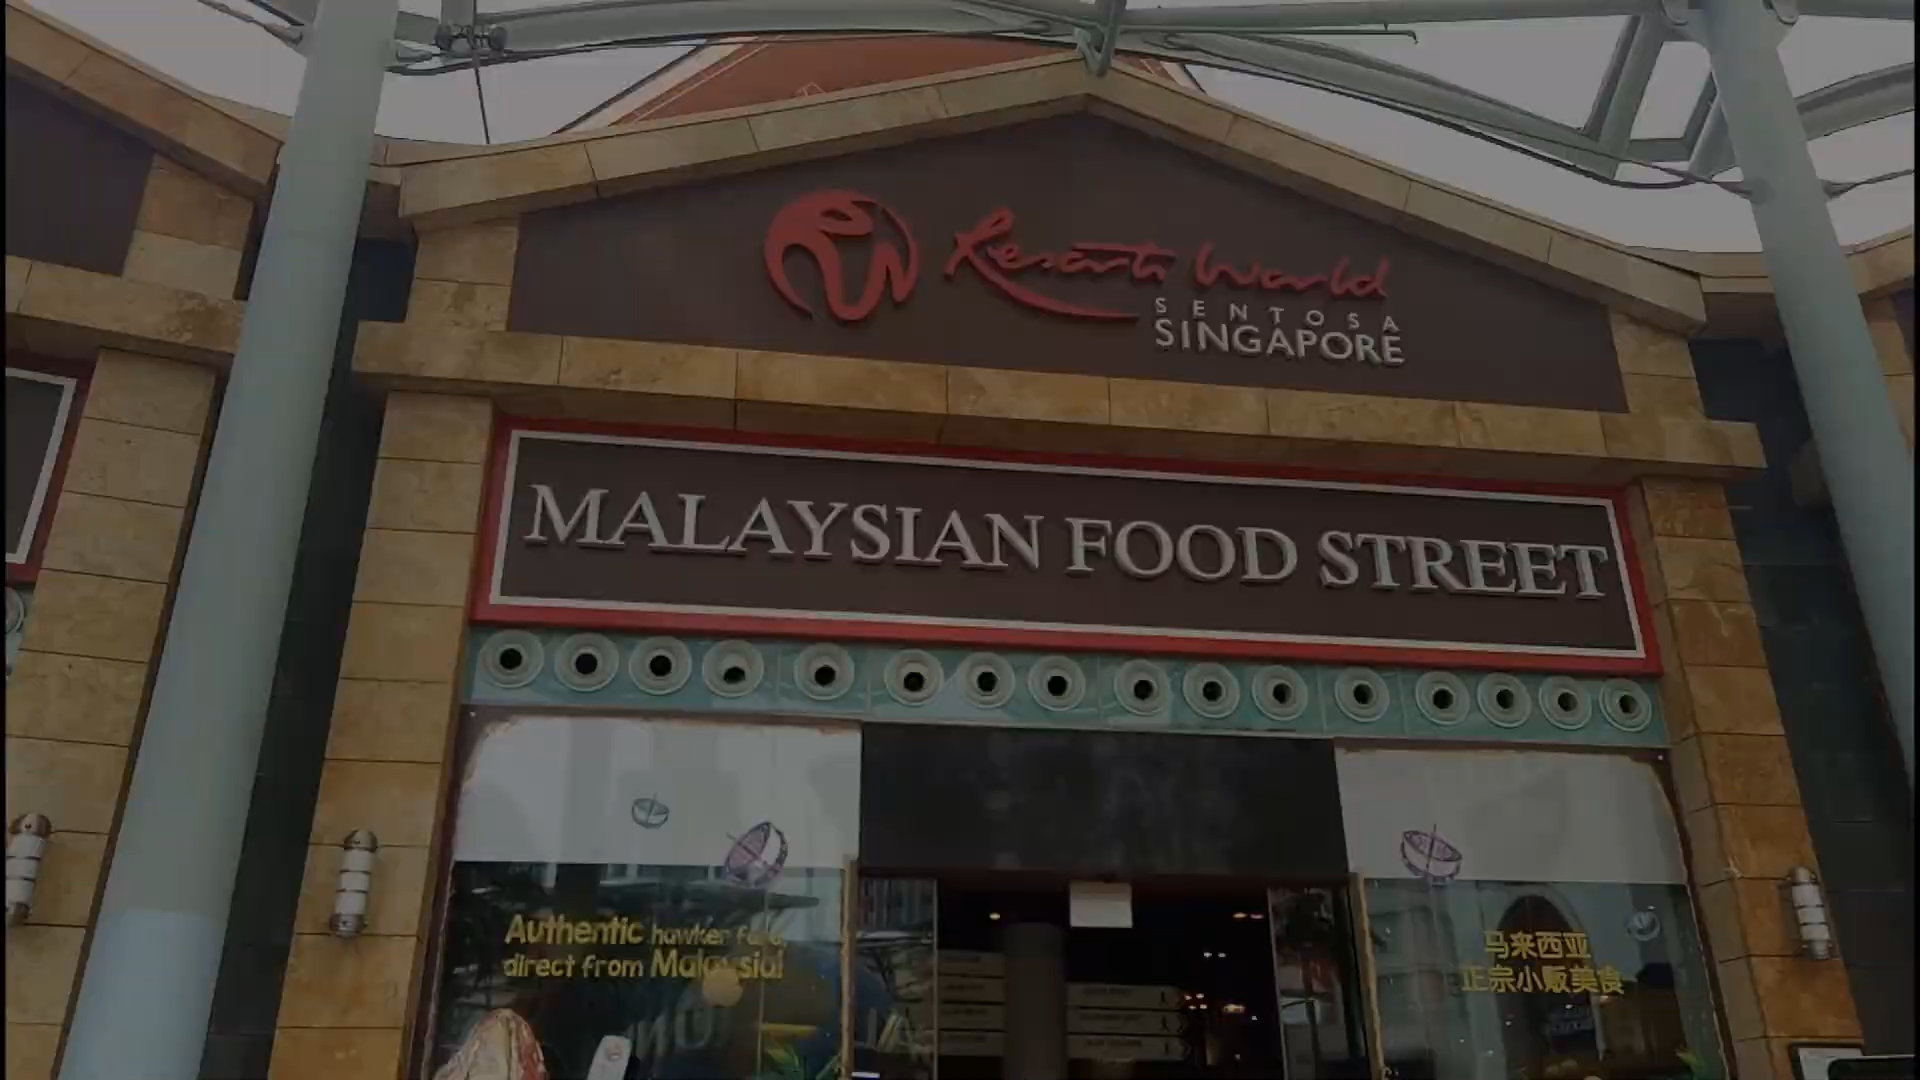 Resorts World
SENTOSA
SINGAPORE
MALAYSIAN FOOD STREET
Authentic hawker fare,
direct from Malaysia!
马来西亚
正宗小贩美食